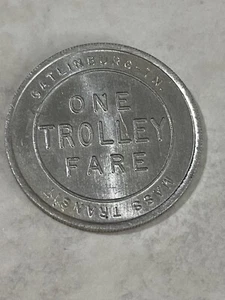 GATLINBURG, TN.
ONE
TROLLEY
FARE
MASS TRANSIT